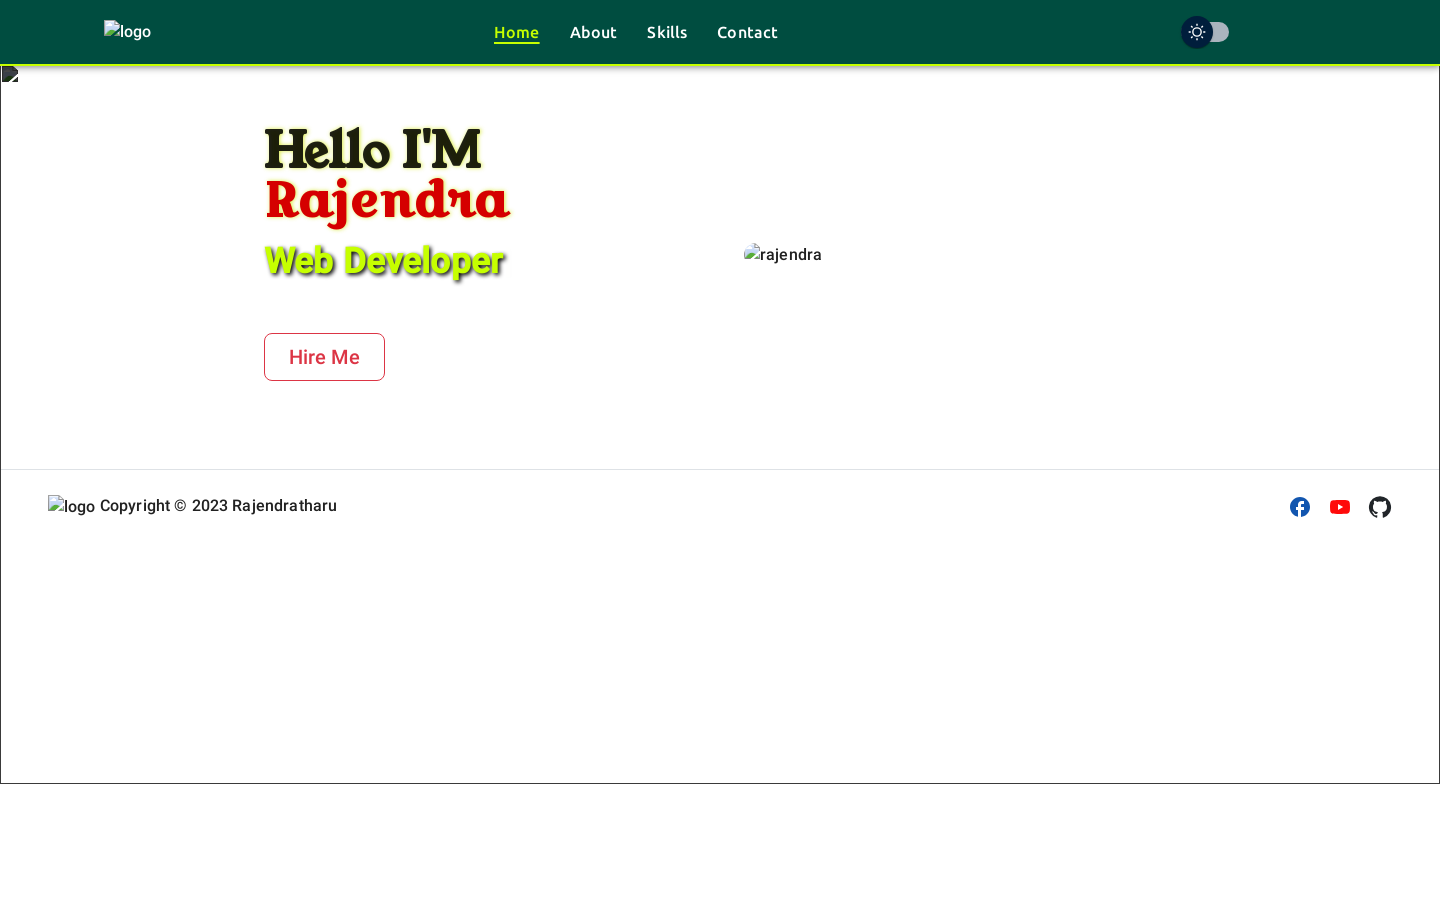 logo
Home About Skills Contact
Hello I'M
Rajendra
Web Developer
rajendra
Hire Me
logo Copyright © 2023 Rajendratharu